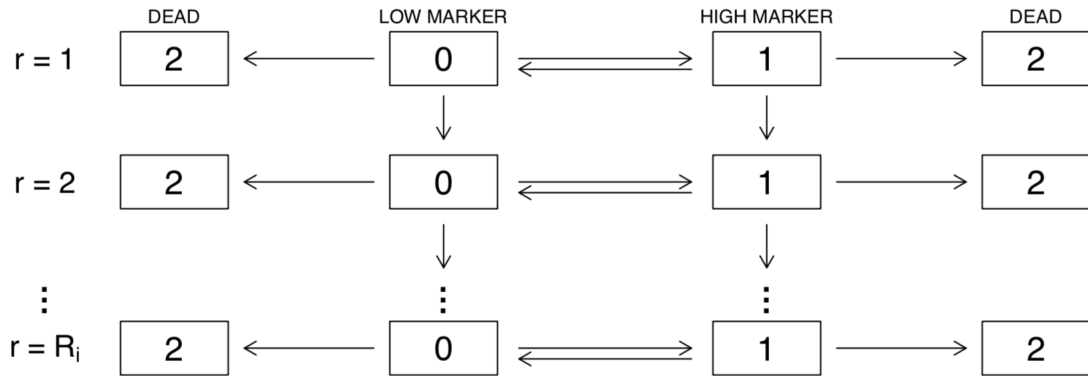 DEAD LOW MARKER HIGH MARKER DEAD
r = 1 2 0 1 2
r = 2 2 0 1 2
⋮ ⋮ ⋮
r = Rᵢ 2 0 1 2